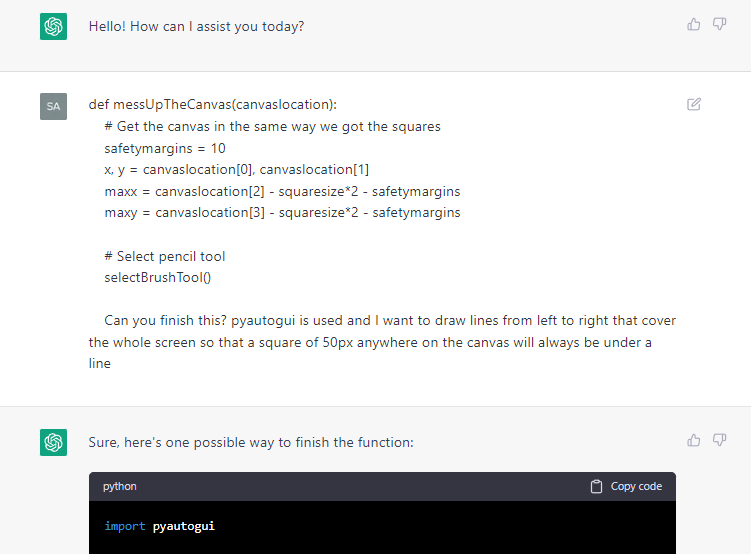 Hello! How can I assist you today?
SA
def messUpTheCanvas(canvaslocation):
# Get the canvas in the same way we got the squares
safetymargins = 10
x, y = canvaslocation[0], canvaslocation[1]
maxx = canvaslocation[2] - squaresize*2 - safetymargins
maxy = canvaslocation[3] - squaresize*2 - safetymargins
# Select pencil tool
selectBrushTool()
Can you finish this? pyautogui is used and I want to draw lines from left to right that cover
the whole screen so that a square of 50px anywhere on the canvas will always be under a
line
Sure, here's one possible way to finish the function:
python Copy code
import pyautogui